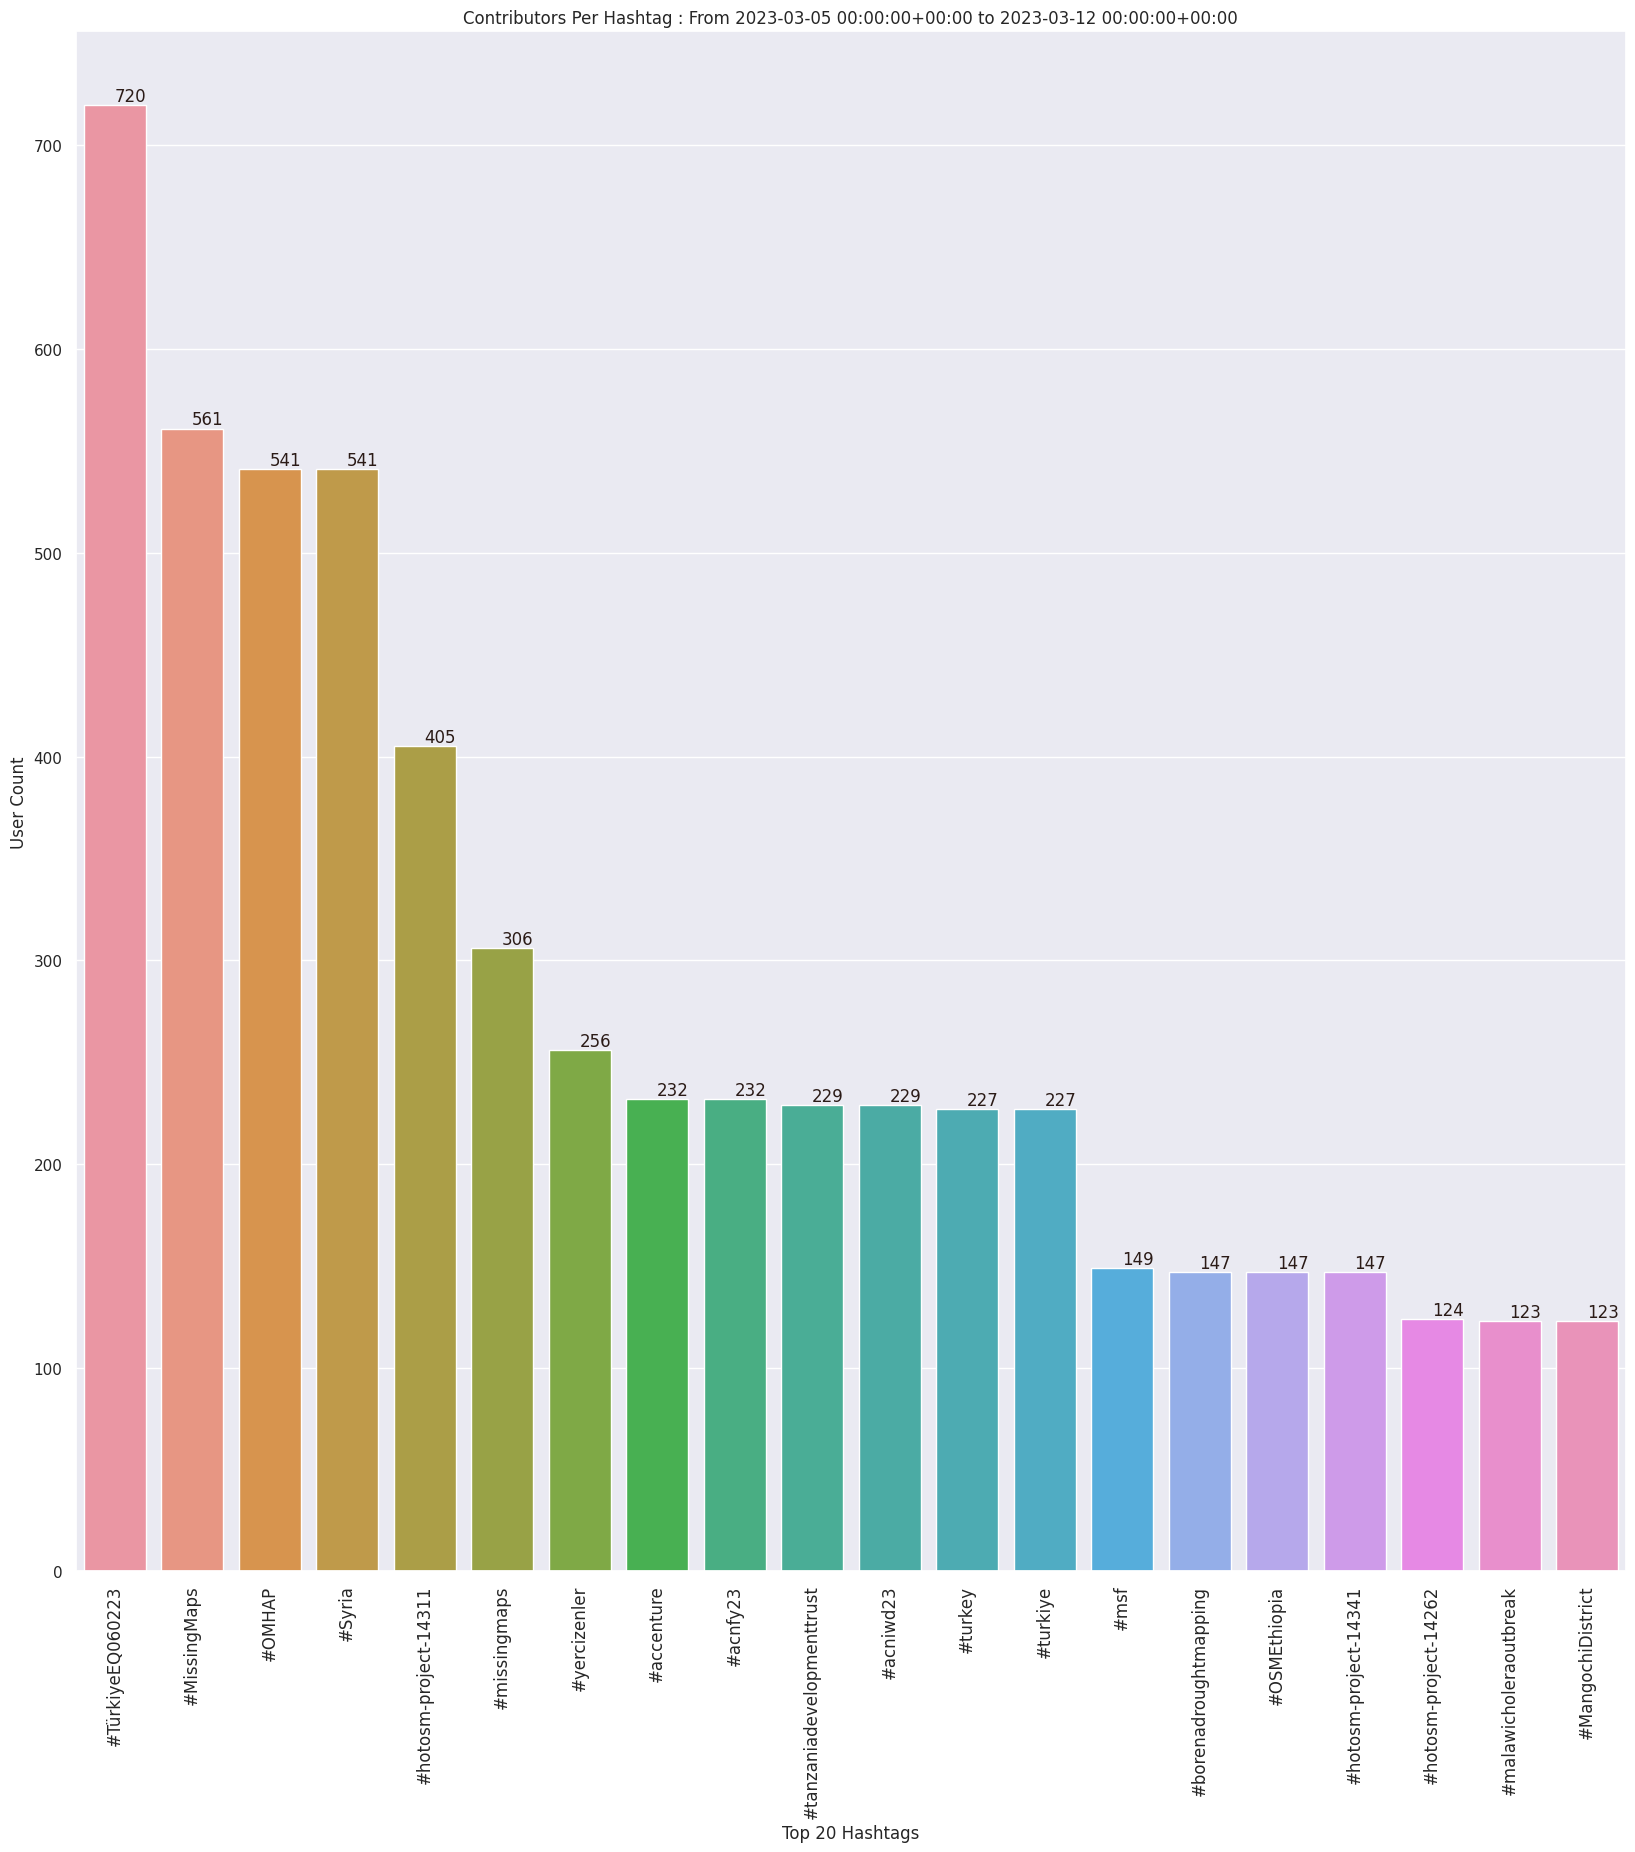 Contributors Per Hashtag : From 2023-03-05 00:00:00+00:00 to 2023-03-12 00:00:00+00:00
User Count
700
600
500
400
300
200
100
0
720
561
541
541
405
306
256
232
232
229
229
227
227
149
147
147
147
124
123
123
#TürkiyeEQ060223
#MissingMaps
#OMHAP
#Syria
#hotosm-project-14311
#missingmaps
#yercizenler
#accenture
#acnfy23
#tanzaniadevelopmenttrust
#acniwd23
#turkey
#turkiye
#msf
#borenadroughtmapping
#OSMEthiopia
#hotosm-project-14341
#hotosm-project-14262
#malawicholeraoutbreak
#MangochiDistrict
Top 20 Hashtags